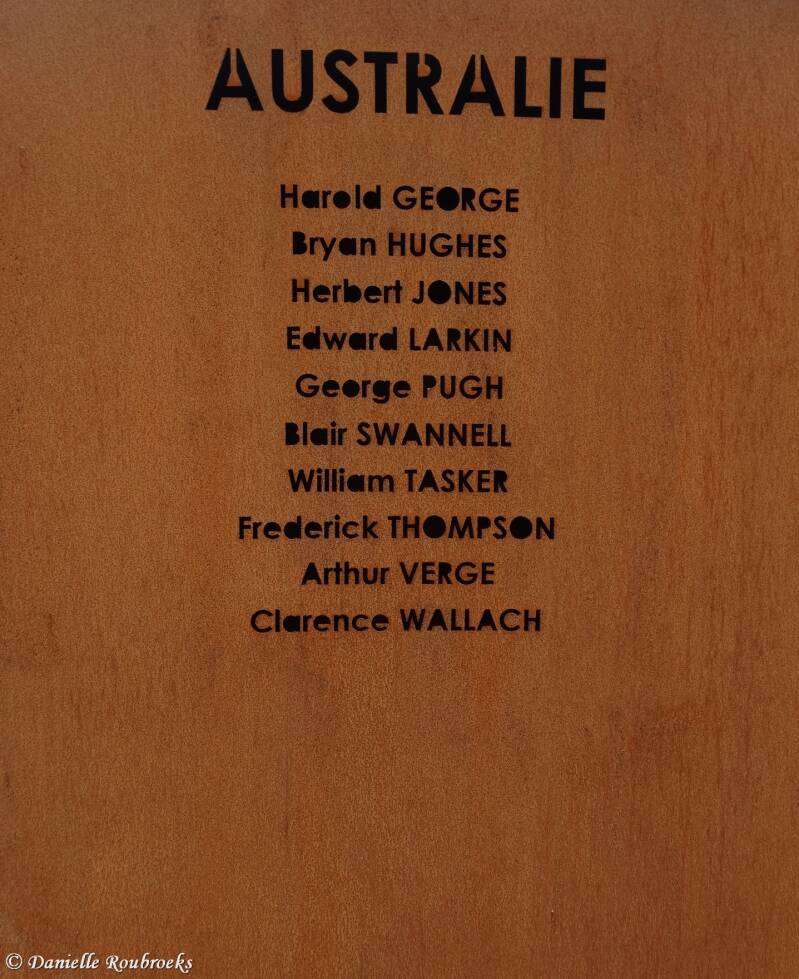 AUSTRALIE
Harold GEORGE
Bryan HUGHES
Herbert JONES
Edward LARKIN
George PUGH
Blair SWANNELL
William TASKER
Frederick THOMPSON
Arthur VERGE
Clarence WALLACH
© Danielle Roubroeks